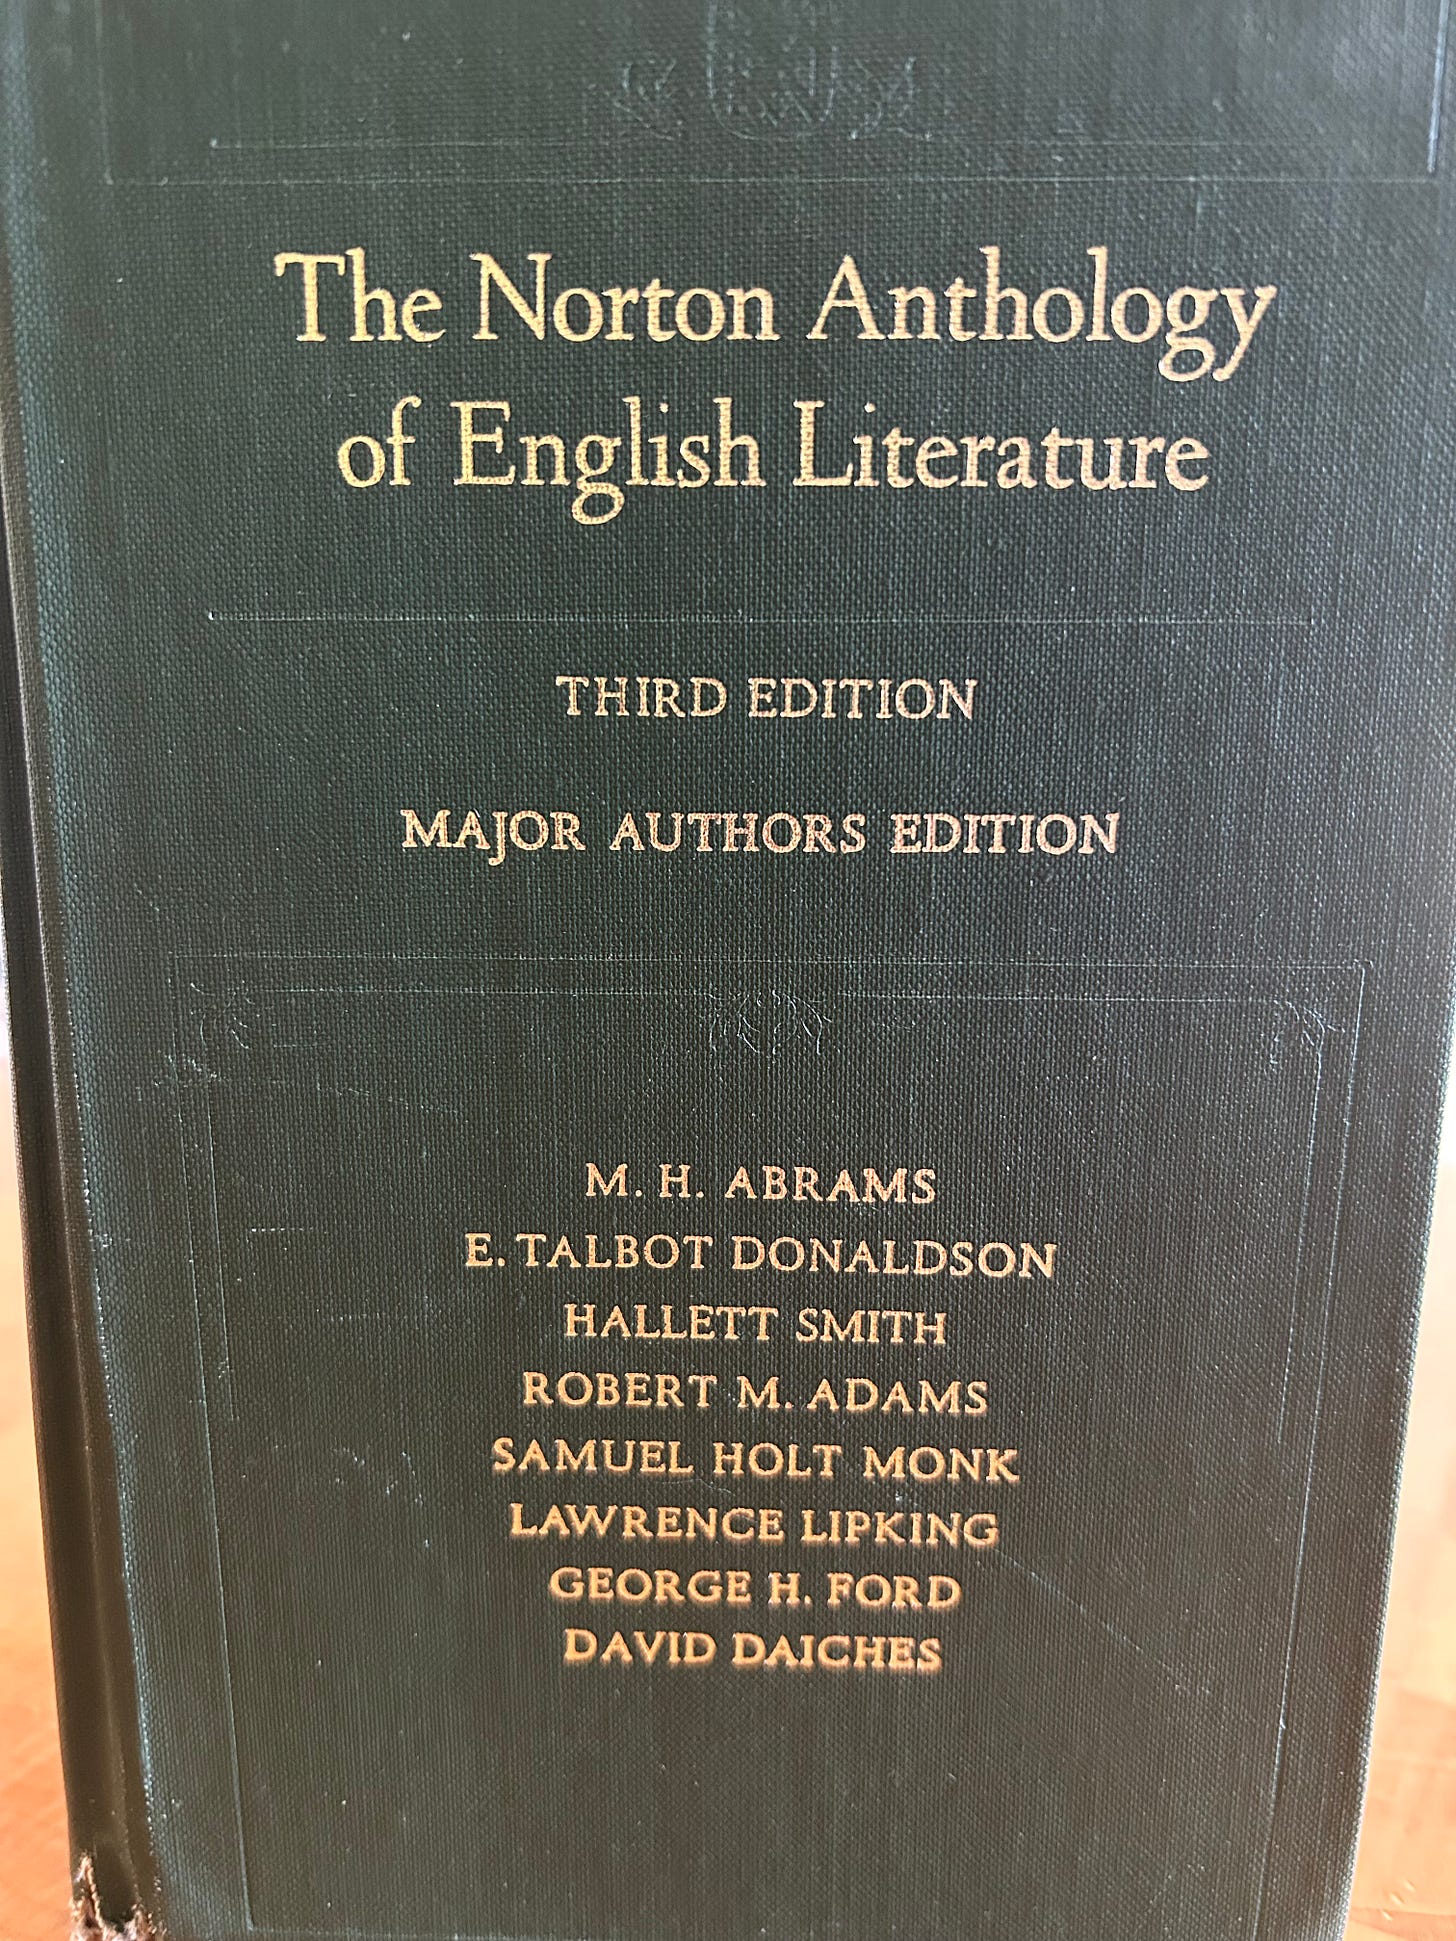 The Norton Anthology
of English Literature
THIRD EDITION
MAJOR AUTHORS EDITION
M. H. ABRAMS
E. TALBOT DONALDSON
HALLETT SMITH
ROBERT M. ADAMS
SAMUEL HOLT MONK
LAWRENCE LIPKING
GEORGE H. FORD
DAVID DAICHES